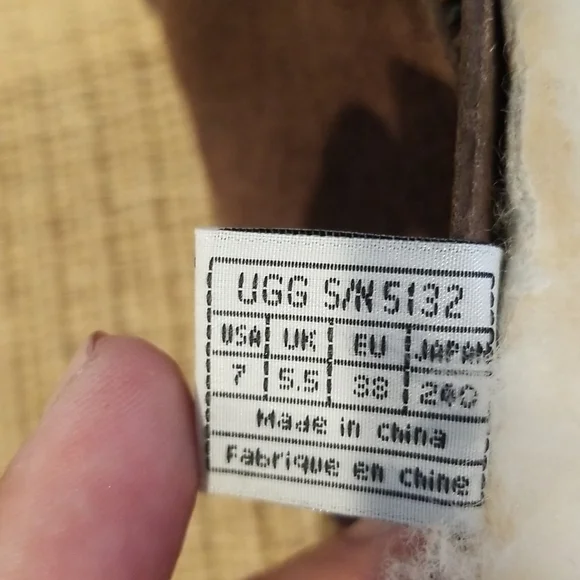 UGG S/N 5132
USA UK EU JAPAN
7 5.5 38 240
Made in china
Fabrique en chine